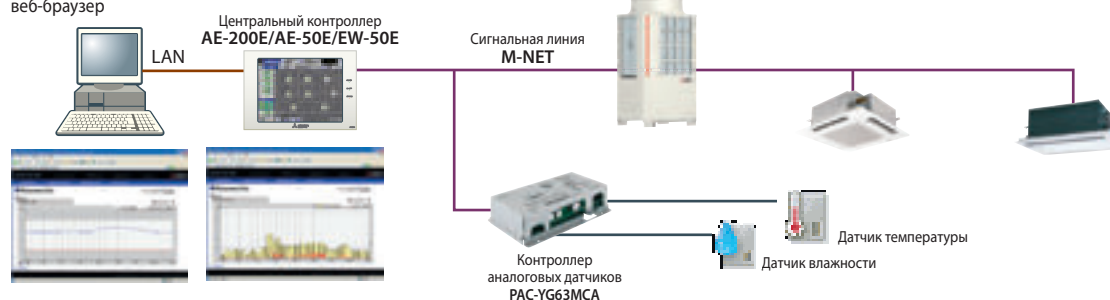 веб-браузер
Центральный контроллер
AE-200E/AE-50E/EW-50E
LAN
Сигнальная линия
M-NET
Датчик температуры
Датчик влажности
Контроллер
аналоговых датчиков
PAC-YG63MCA